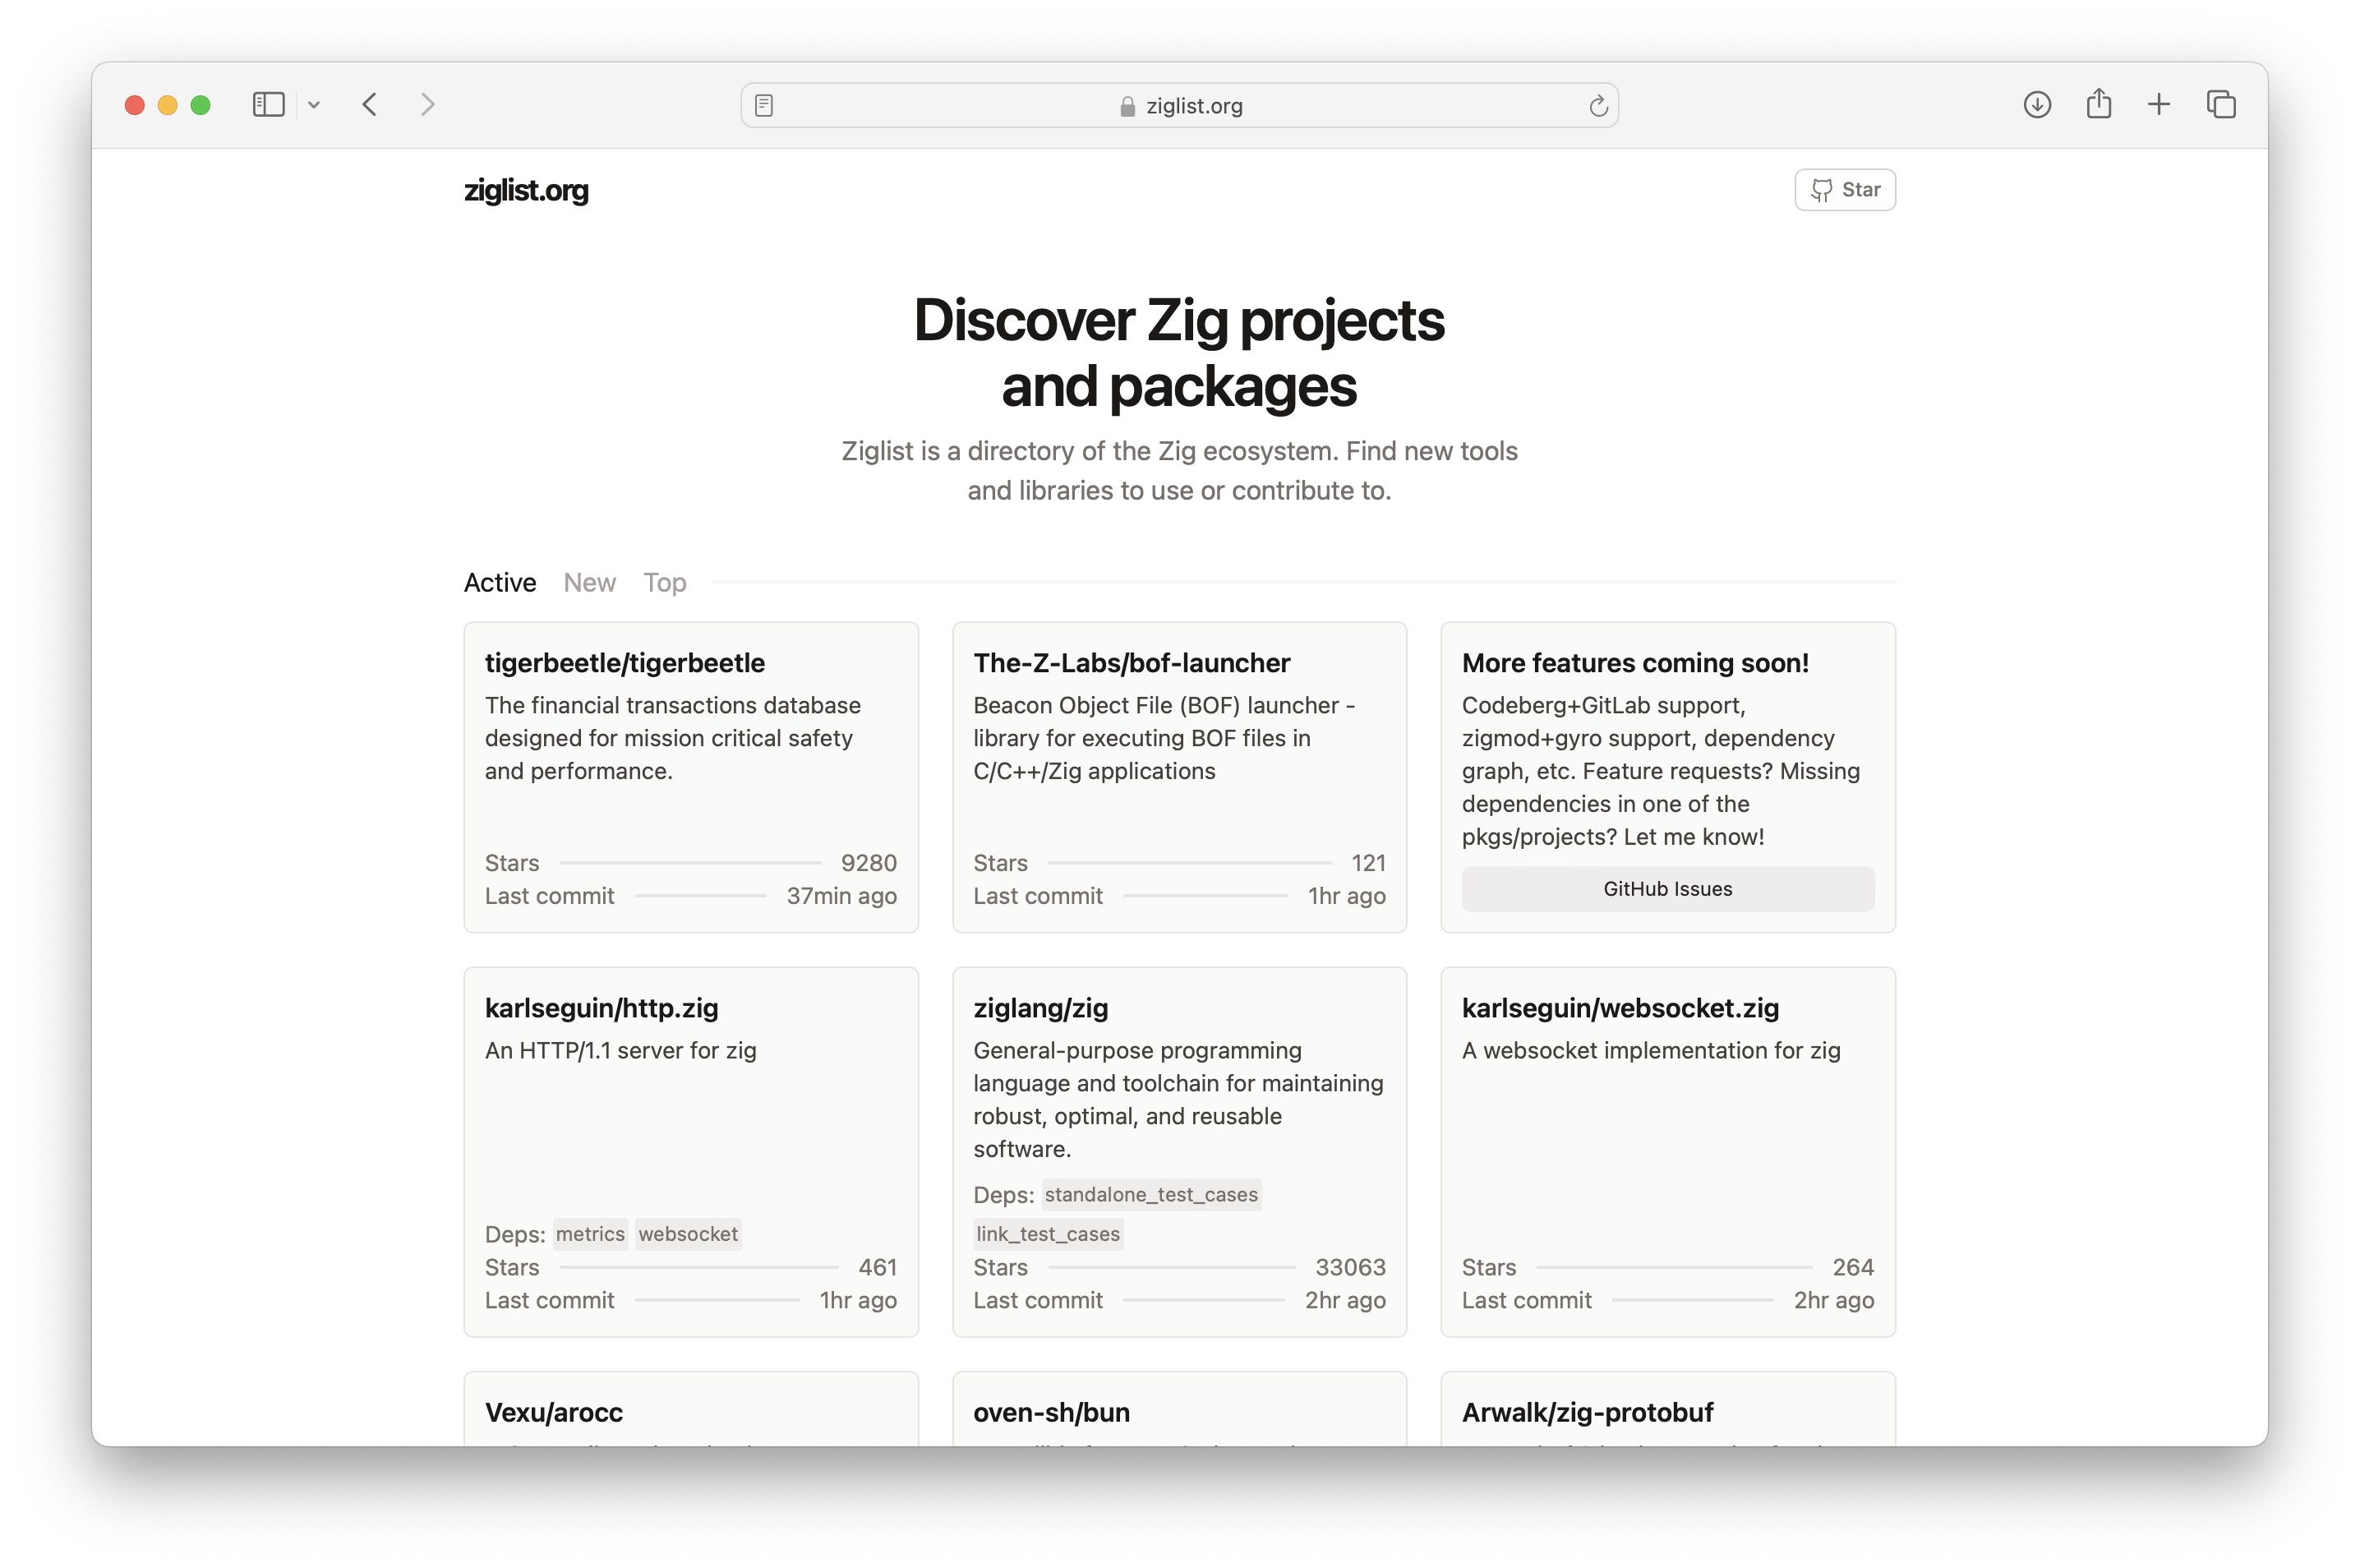 ziglist.org
ziglist.org
Star
Discover Zig projects
and packages
Ziglist is a directory of the Zig ecosystem. Find new tools
and libraries to use or contribute to.
Active New Top
tigerbeetle/tigerbeetle
The financial transactions database
designed for mission critical safety
and performance.
Stars 9280
Last commit 37min ago
The-Z-Labs/bof-launcher
Beacon Object File (BOF) launcher -
library for executing BOF files in
C/C++/Zig applications
Stars 121
Last commit 1hr ago
More features coming soon!
Codeberg+GitLab support,
zigmod+gyro support, dependency
graph, etc. Feature requests? Missing
dependencies in one of the
pkgs/projects? Let me know!
GitHub Issues
karlseguin/http.zig
An HTTP/1.1 server for zig
Deps: metrics websocket
Stars 461
Last commit 1hr ago
ziglang/zig
General-purpose programming
language and toolchain for maintaining
robust, optimal, and reusable
software.
Deps: standalone_test_cases
link_test_cases
Stars 33063
Last commit 2hr ago
karlseguin/websocket.zig
A websocket implementation for zig
Stars 264
Last commit 2hr ago
Vexu/arocc
oven-sh/bun
Arwalk/zig-protobuf